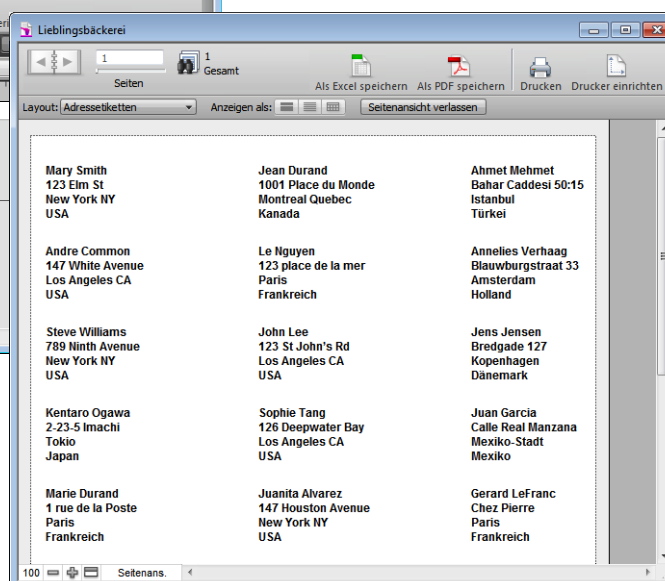 Lieblingsbäckerei
1
Seiten
1
Gesamt
Als Excel speichern Als PDF speichern Drucken Drucker einrichten
Layout: Adressetiketten Anzeigen als: Seitenansicht verlassen
Mary Smith
123 Elm St
New York NY
USA
Jean Durand
1001 Place du Monde
Montreal Quebec
Kanada
Ahmet Mehmet
Bahar Caddesi 50:15
Istanbul
Türkei
Andre Common
147 White Avenue
Los Angeles CA
USA
Le Nguyen
123 place de la mer
Paris
Frankreich
Annelies Verhaag
Blauwburgstraat 33
Amsterdam
Holland
Steve Williams
789 Ninth Avenue
New York NY
USA
John Lee
123 St John's Rd
Los Angeles CA
USA
Jens Jensen
Bredgade 127
Kopenhagen
Dänemark
Kentaro Ogawa
2-23-5 Imachi
Tokio
Japan
Sophie Tang
126 Deepwater Bay
Los Angeles CA
USA
Juan Garcia
Calle Real Manzana
Mexiko-Stadt
Mexiko
Marie Durand
1 rue de la Poste
Paris
Frankreich
Juanita Alvarez
147 Houston Avenue
New York NY
USA
Gerard LeFranc
Chez Pierre
Paris
Frankreich
100 Seitenans.